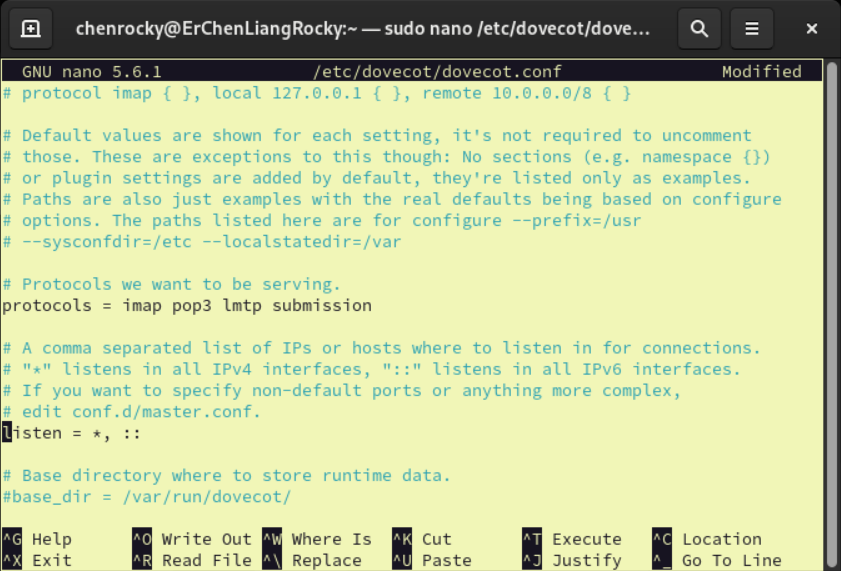 chenrocky@ErChenLiangRocky:~ — sudo nano /etc/dovecot/dove...
GNU nano 5.6.1 /etc/dovecot/dovecot.conf Modified
# protocol imap { }, local 127.0.0.1 { }, remote 10.0.0.0/8 { }
# Default values are shown for each setting, it's not required to uncomment
# those. These are exceptions to this though: No sections (e.g. namespace {})
# or plugin settings are added by default, they're listed only as examples.
# Paths are also just examples with the real defaults being based on configure
# options. The paths listed here are for configure --prefix=/usr
# --sysconfdir=/etc --localstatedir=/var
# Protocols we want to be serving.
protocols = imap pop3 lmtp submission
# A comma separated list of IPs or hosts where to listen in for connections.
# "*" listens in all IPv4 interfaces, "::" listens in all IPv6 interfaces.
# If you want to specify non-default ports or anything more complex,
# edit conf.d/master.conf.
listen = *, ::
# Base directory where to store runtime data.
#base_dir = /var/run/dovecot/
^G Help ^O Write Out ^W Where Is ^K Cut ^T Execute ^C Location
^X Exit ^R Read File ^\ Replace ^U Paste ^J Justify ^_ Go To Line